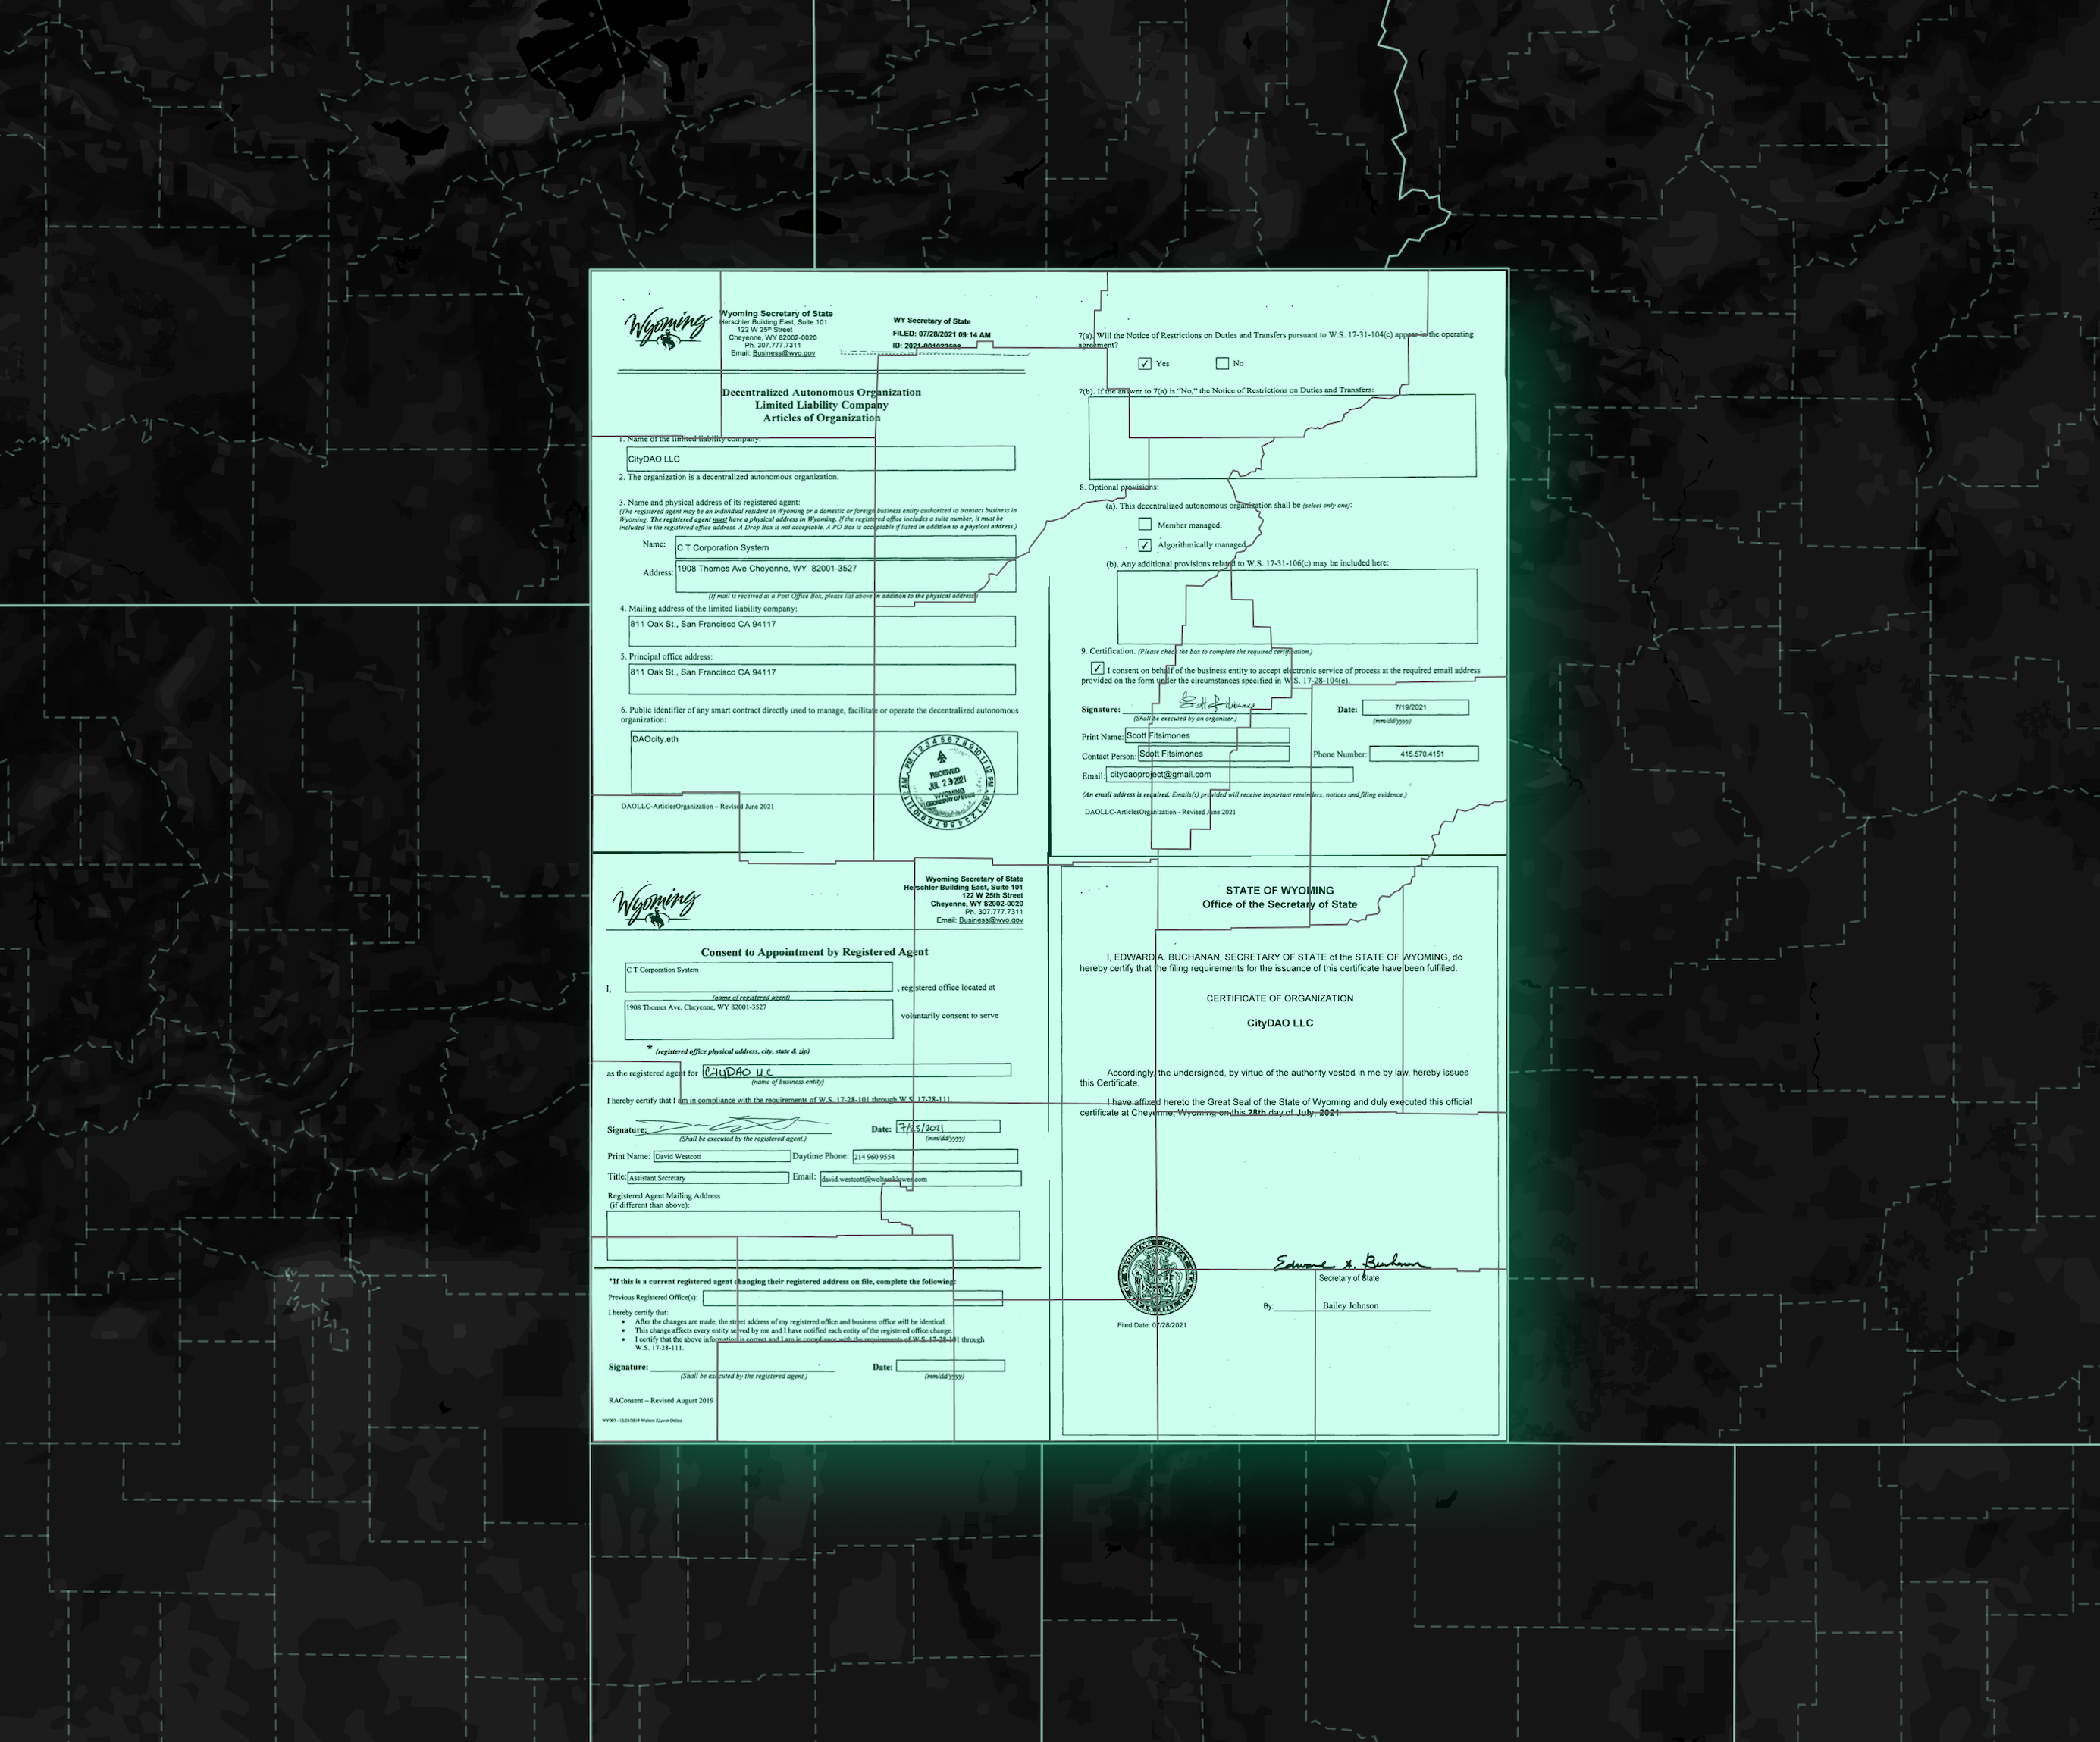 Wyoming
Wyoming Secretary of State
Herschler Building East, Suite 101
122 W 25th Street
Cheyenne, WY 82002-0020
Ph. 307.777.7311
Email: Business@wyo.gov
WY Secretary of State
FILED: 07/28/2021 09:14 AM
ID: 2021-001023598
Decentralized Autonomous Organization
Limited Liability Company
Articles of Organization
1. Name of the limited liability company:
CityDAO LLC
2. The organization is a decentralized autonomous organization.
3. Name and physical address of its registered agent:
(The registered agent may be an individual resident in Wyoming or a domestic or foreign business entity authorized to transact business in
Wyoming. The registered agent must have a physical address in Wyoming. If the registered office includes a suite number, it must be
included in the registered office address. A Drop Box is not acceptable. A PO Box is acceptable if listed in addition to a physical address.)
Name: C T Corporation System
Address: 1908 Thomes Ave Cheyenne, WY 82001-3527
(If mail is received at a Post Office Box, please list above in addition to the physical address)
4. Mailing address of the limited liability company:
811 Oak St., San Francisco CA 94117
5. Principal office address:
811 Oak St., San Francisco CA 94117
6. Public identifier of any smart contract directly used to manage, facilitate or operate the decentralized autonomous
organization:
DAOcity.eth
RECEIVED
WYOMING
SECRETARY OF STATE
DAOLLC-ArticlesOrganization – Revised June 2021
7(a). Will the Notice of Restrictions on Duties and Transfers pursuant to W.S. 17-31-104(c) appear in the operating
agreement?
✓ Yes No
7(b). If the answer to 7(a) is "No," the Notice of Restrictions on Duties and Transfers:
8. Optional provisions:
(a). This decentralized autonomous organization shall be (select only one):
Member managed.
✓ Algorithmically managed
(b). Any additional provisions related to W.S. 17-31-106(c) may be included here:
9. Certification. (Please check the box to complete the required certification.)
✓ I consent on behalf of the business entity to accept electronic service of process at the required email address
provided on the form under the circumstances specified in W.S. 17-28-104(e).
Signature: Date: 7/19/2021
(Shall be executed by an organizer.) (mm/dd/yyyy)
Print Name: Scott Fitsimones
Contact Person: Scott Fitsimones Phone Number: 415.570.4151
Email: citydaoproject@gmail.com
(An email address is required. Emails(s) provided will receive important reminders, notices and filing evidence.)
DAOLLC-ArticlesOrganization - Revised June 2021
Wyoming
Wyoming Secretary of State
Herschler Building East, Suite 101
122 W 25th Street
Cheyenne, WY 82002-0020
Ph. 307.777.7311
Email: Business@wyo.gov
Consent to Appointment by Registered Agent
I, C T Corporation System , registered office located at
(name of registered agent)
1908 Thomes Ave, Cheyenne, WY 82001-3527 voluntarily consent to serve
* (registered office physical address, city, state & zip)
as the registered agent for CityDAO LLC
(name of business entity)
I hereby certify that I am in compliance with the requirements of W.S. 17-28-101 through W.S. 17-28-111.
Signature: Date: 7/23/2021
(Shall be executed by the registered agent.) (mm/dd/yyyy)
Print Name: David Westcott Daytime Phone: 214 960 9554
Title: Assistant Secretary Email: david.westcott@wolterskluwer.com
Registered Agent Mailing Address
(if different than above):
*If this is a current registered agent changing their registered address on file, complete the following:
Previous Registered Office(s):
I hereby certify that:
• After the changes are made, the street address of my registered office and business office will be identical.
• This change affects every entity served by me and I have notified each entity of the registered office change.
• I certify that the above information is correct and I am in compliance with the requirements of W.S. 17-28-101 through
W.S. 17-28-111.
Signature: Date:
(Shall be executed by the registered agent.) (mm/dd/yyyy)
RAConsent – Revised August 2019
WY007 - 12/03/2019 Wolters Kluwer Online
STATE OF WYOMING
Office of the Secretary of State
I, EDWARD A. BUCHANAN, SECRETARY OF STATE of the STATE OF WYOMING, do
hereby certify that the filing requirements for the issuance of this certificate have been fulfilled.
CERTIFICATE OF ORGANIZATION
CityDAO LLC
Accordingly, the undersigned, by virtue of the authority vested in me by law, hereby issues
this Certificate.
I have affixed hereto the Great Seal of the State of Wyoming and duly executed this official
certificate at Cheyenne, Wyoming on this 28th day of July, 2021.
Edward A. Buchanan
Secretary of State
By: Bailey Johnson
Filed Date: 07/28/2021